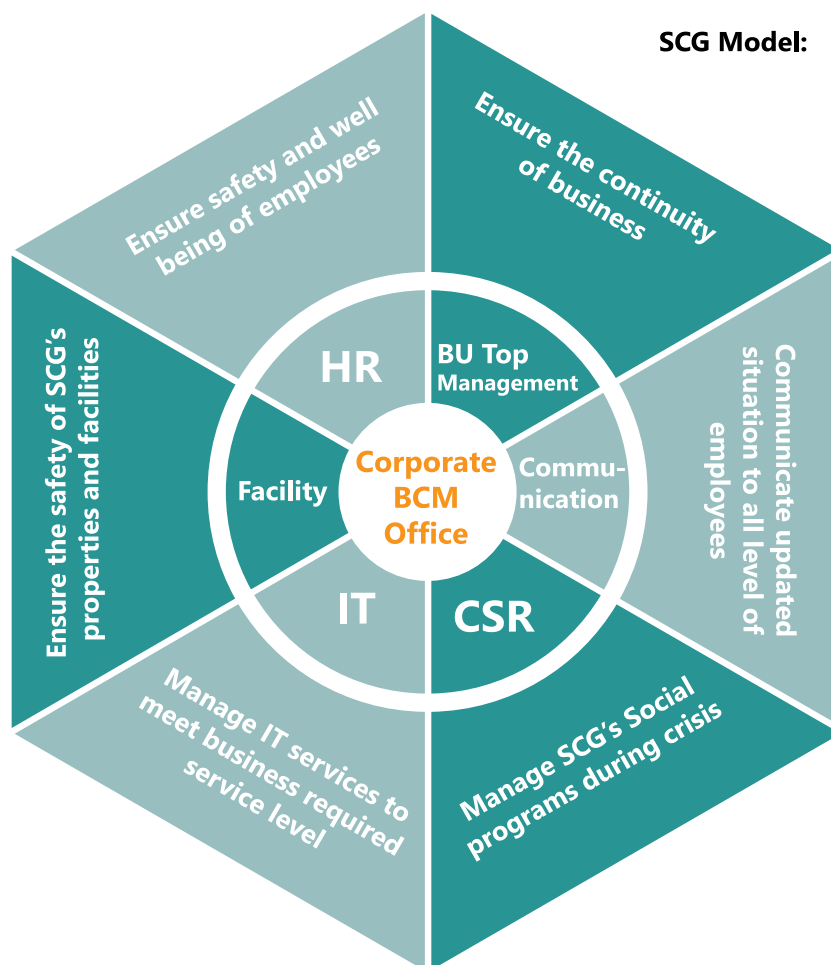 SCG Model:
Ensure safety and well
being of employees
Ensure the continuity
of business
HR
BU Top
Management
Ensure the safety of SCG's
properties and facilities
Facility
Corporate
BCM
Office
Commu-
nication
Communicate updated
situation to all level of
employees
IT
CSR
Manage IT services to
meet business required
service level
Manage SCG's Social
programs during crisis